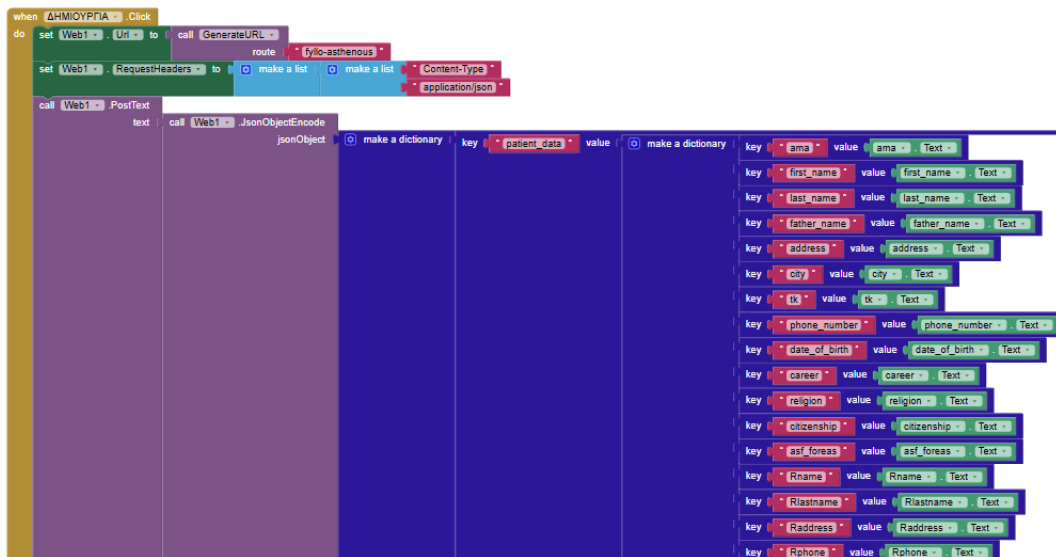 when ΔΗΜΙΟΥΡΓΙΑ .Click
do set Web1 . Url to call GenerateURL
route " fyllo-asthenous "
set Web1 . RequestHeaders to make a list make a list " Content-Type "
" application/json "
call Web1 .PostText
text call Web1 .JsonObjectEncode
jsonObject make a dictionary key " patient_data " value make a dictionary key " ama " value ama . Text
key " first_name " value first_name . Text
key " last_name " value last_name . Text
key " father_name " value father_name . Text
key " address " value address . Text
key " city " value city . Text
key " tk " value tk . Text
key " phone_number " value phone_number . Text
key " date_of_birth " value date_of_birth . Text
key " career " value career . Text
key " religion " value religion . Text
key " citizenship " value citizenship . Text
key " asf_foreas " value asf_foreas . Text
key " Rname " value Rname . Text
key " Rlastname " value Rlastname . Text
key " Raddress " value Raddress . Text
key " Rphone " value Rphone . Text